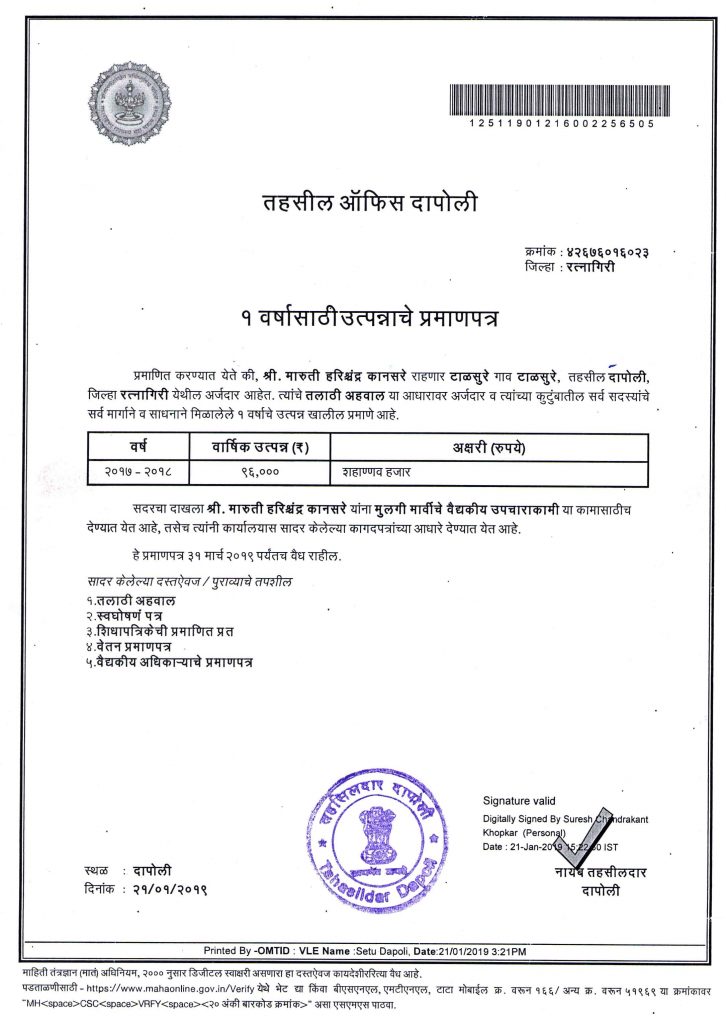 12511901216002256505
तहसील ऑफिस दापोली
क्रमांक : ४२६७६०१६०२३
जिल्हा : रत्नागिरी
१ वर्षासाठी उत्पन्नाचे प्रमाणपत्र
प्रमाणित करण्यात येते की, श्री. मारुती हरिश्चंद्र कानसरे राहणार टाळसुरे गाव टाळसुरे, तहसील दापोली,
जिल्हा रत्नागिरी येथील अर्जदार आहेत. त्यांचे तलाठी अहवाल या आधारावर अर्जदार व त्यांच्या कुटुंबातील सर्व सदस्यांचे
सर्व मार्गाने व साधनाने मिळालेले १ वर्षाचे उत्पन्न खालील प्रमाणे आहे.
वर्ष वार्षिक उत्पन्न (₹) अक्षरी (रुपये)
२०१७ - २०१८ ९६,००० शहाण्णव हजार
सदरचा दाखला श्री. मारुती हरिश्चंद्र कानसरे यांना मुलगी मार्वीचे वैद्यकीय उपचाराकामी या कामासाठीच
देण्यात येत आहे, तसेच त्यांनी कार्यालयास सादर केलेल्या कागदपत्रांच्या आधारे देण्यात येत आहे.
हे प्रमाणपत्र ३१ मार्च २०१९ पर्यंतच वैध राहील.
सादर केलेल्या दस्तऐवज / पुराव्याचे तपशील
१.तलाठी अहवाल
२.स्वघोषणं पत्र
३.शिधापत्रिकेची प्रमाणित प्रत
४.वेतन प्रमाणपत्र
५.वैद्यकीय अधिकाऱ्याचे प्रमाणपत्र
तहसिलदार दापोली
Tahasildar Dapoli
Signature valid
Digitally Signed By Suresh Chandrakant
Khopkar (Personal)
Date : 21-Jan-2019 15:22:30 IST
स्थळ : दापोली
दिनांक : २१/०१/२०१९
नायब तहसीलदार
दापोली
Printed By -OMTID : VLE Name :Setu Dapoli, Date:21/01/2019 3:21PM
माहिती तंत्रज्ञान (मातं) अधिनियम, २००० नुसार डिजीटल स्वाक्षरी असणारा हा दस्तऐवज कायदेशीररित्या वैध आहे.
पडताळणीसाठी - https://www.mahaonline.gov.in/Verify येथे भेट द्या किंवा बीएसएनएल, एमटीएनएल, टाटा मोबाईल क्र. वरून १६६/ अन्य क्र. वरून ५१९६९ या क्रमांकावर
"MH<space>CSC<space>VRFY<space><२० अंकी बारकोड क्रमांक>" असा एसएमएस पाठवा.